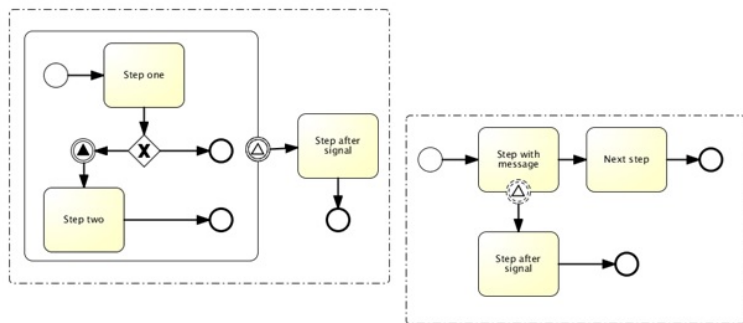 Step one
Step two
Step after
signal
Step with
message
Next step
Step after
signal